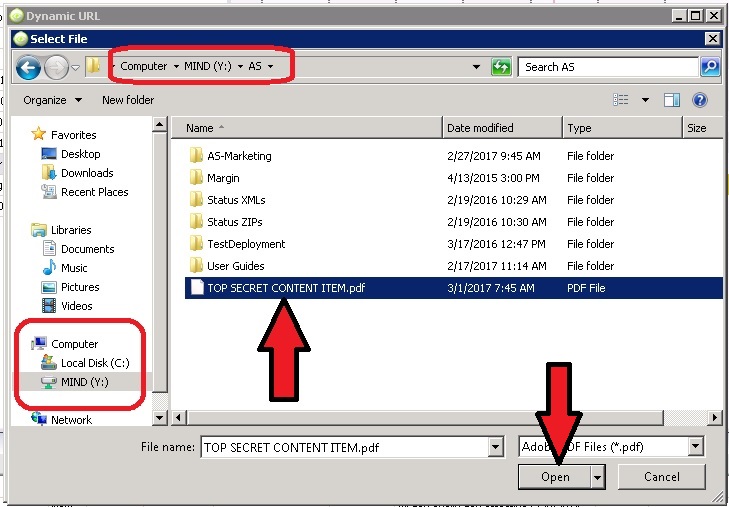 Dynamic URL
Select File
Computer MIND (Y:) AS
Search AS
Organize New folder
Name Date modified Type Size
Favorites
Desktop
Downloads
Recent Places
Libraries
Documents
Music
Pictures
Videos
Computer
Local Disk (C:)
MIND (Y:)
Network
AS-Marketing 2/27/2017 9:45 AM File folder
Margin 4/13/2015 3:00 PM File folder
Status XMLs 2/19/2016 10:29 AM File folder
Status ZIPs 2/19/2016 10:30 AM File folder
TestDeployment 3/17/2016 12:47 PM File folder
User Guides 2/17/2017 11:14 AM File folder
TOP SECRET CONTENT ITEM.pdf 3/1/2017 7:45 AM PDF File
File name: TOP SECRET CONTENT ITEM.pdf
Files (*.pdf)
Open Cancel